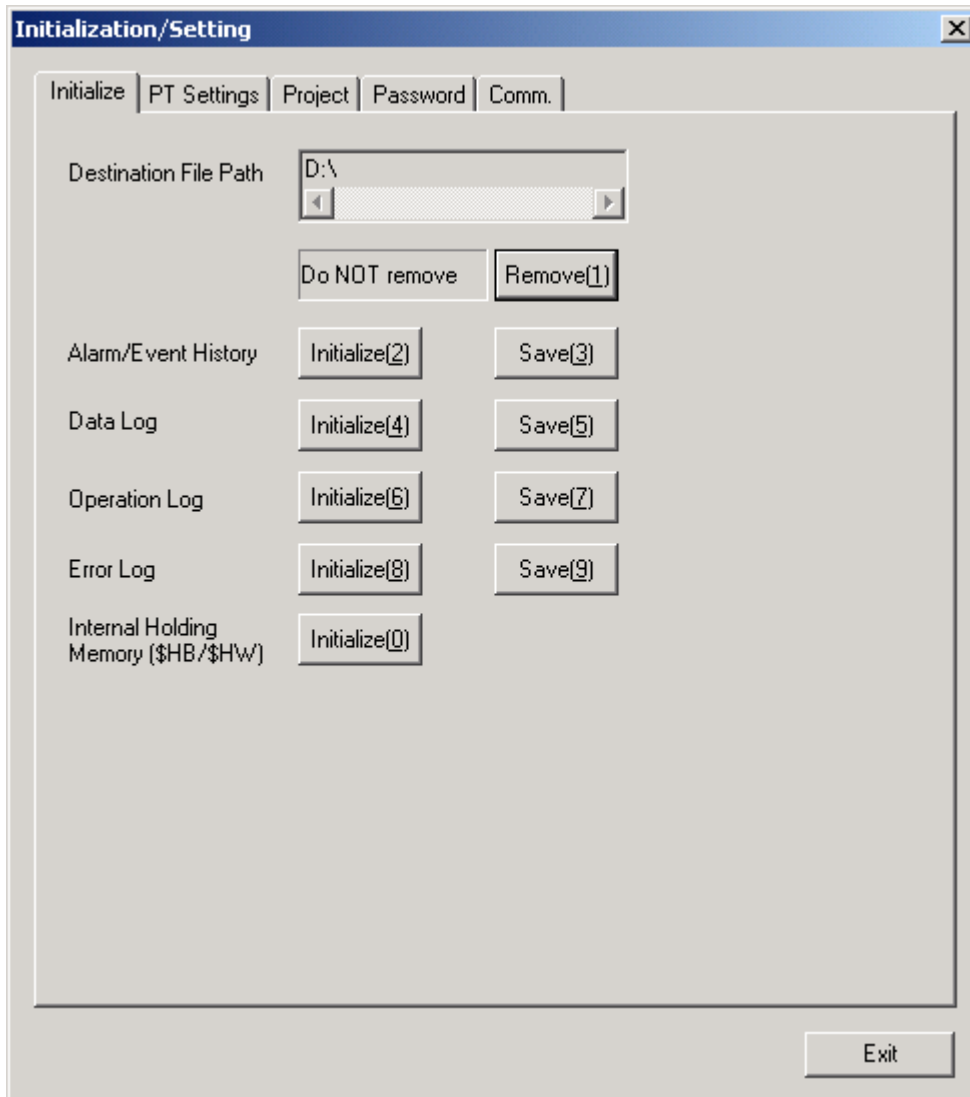 Initialization/Setting
Initialize PT Settings Project Password Comm.
Destination File Path D:\
Do NOT remove Remove(1)
Alarm/Event History Initialize(2) Save(3)
Data Log Initialize(4) Save(5)
Operation Log Initialize(6) Save(7)
Error Log Initialize(8) Save(9)
Internal Holding
Memory ($HB/$HW) Initialize(0)
Exit